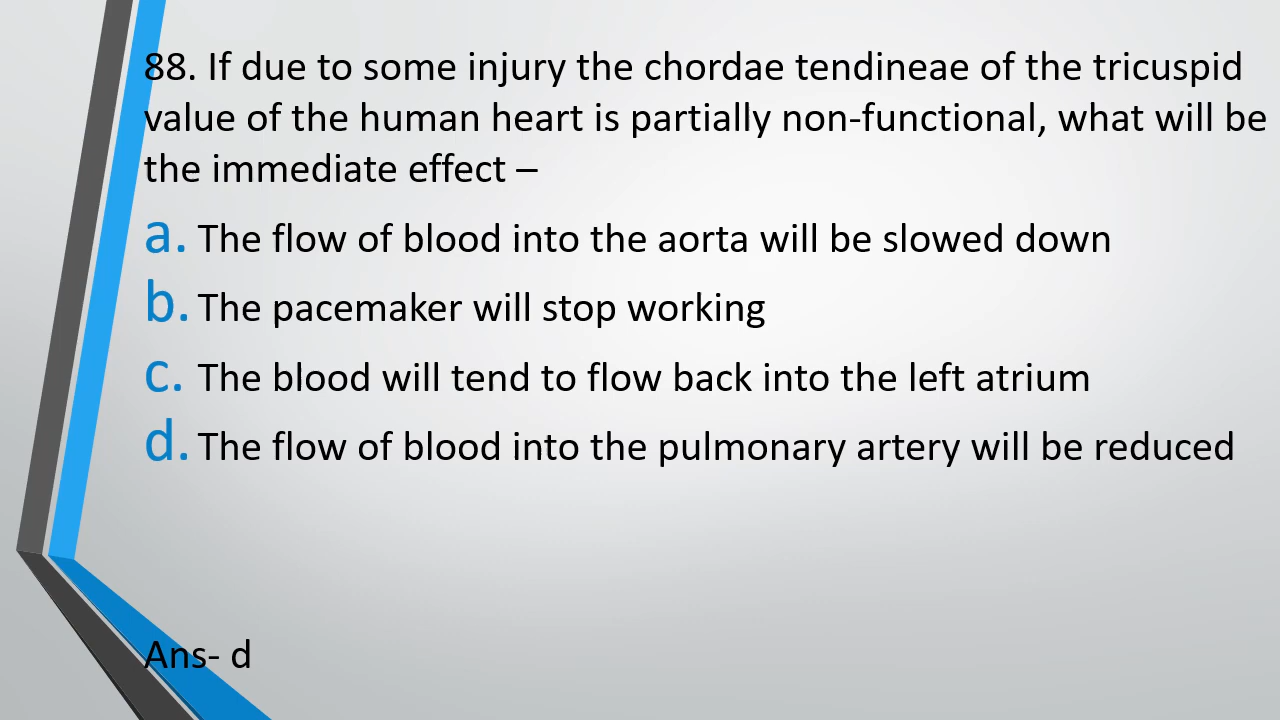 88. If due to some injury the chordae tendineae of the tricuspid
value of the human heart is partially non-functional, what will be
the immediate effect –
a. The flow of blood into the aorta will be slowed down
b. The pacemaker will stop working
c. The blood will tend to flow back into the left atrium
d. The flow of blood into the pulmonary artery will be reduced
Ans- d